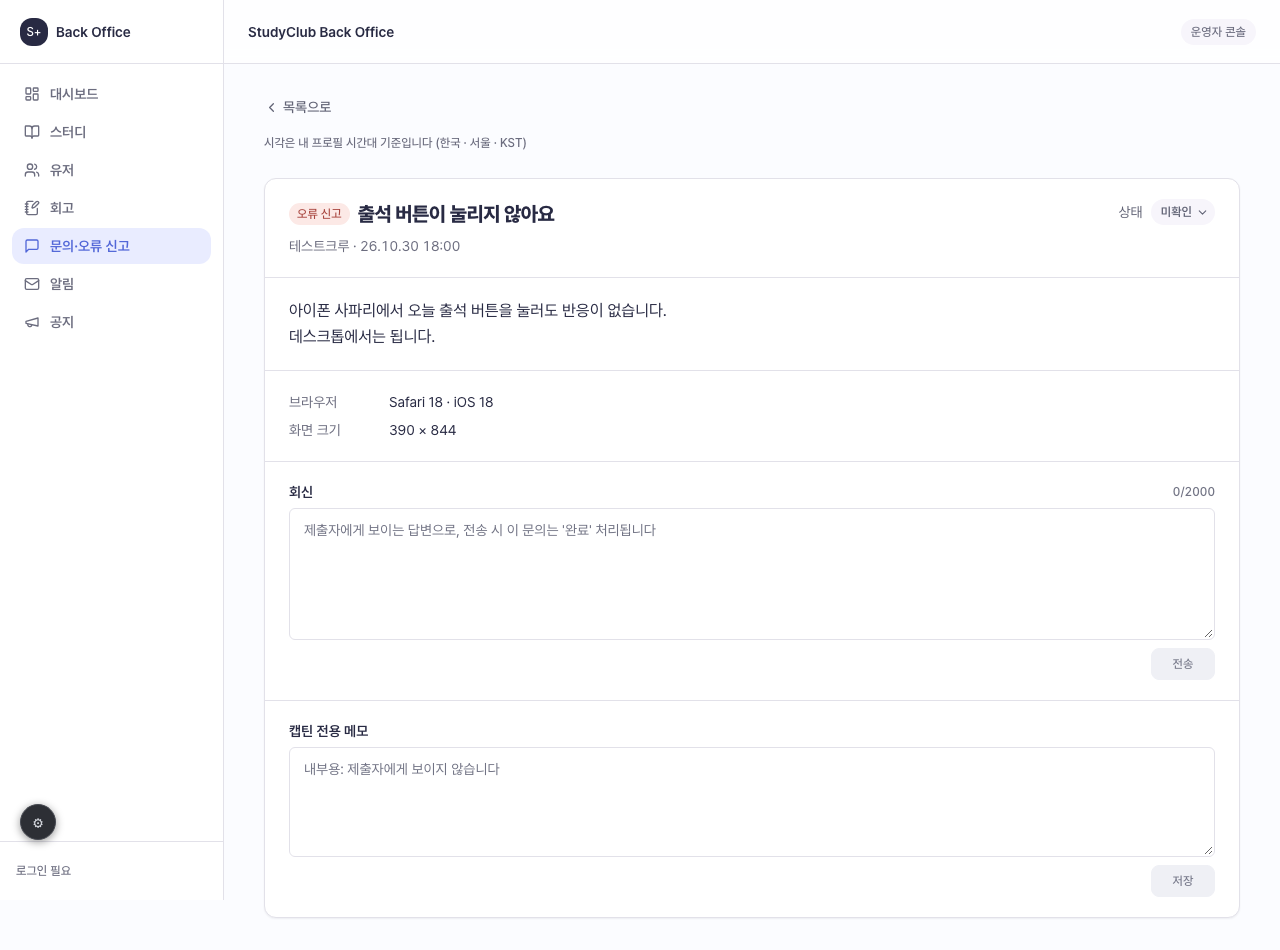 S+ Back Office
StudyClub Back Office
운영자 콘솔
대시보드
스터디
유저
회고
문의·오류 신고
알림
공지
로그인 필요
목록으로
시각은 내 프로필 시간대 기준입니다 (한국 · 서울 · KST)
오류 신고 출석 버튼이 눌리지 않아요
상태 미확인
테스트크루 · 26.10.30 18:00
아이폰 사파리에서 오늘 출석 버튼을 눌러도 반응이 없습니다.
데스크톱에서는 됩니다.
브라우저 Safari 18 · iOS 18
화면 크기 390 × 844
회신 0/2000
제출자에게 보이는 답변으로, 전송 시 이 문의는 '완료' 처리됩니다
전송
캡틴 전용 메모
내부용: 제출자에게 보이지 않습니다
저장